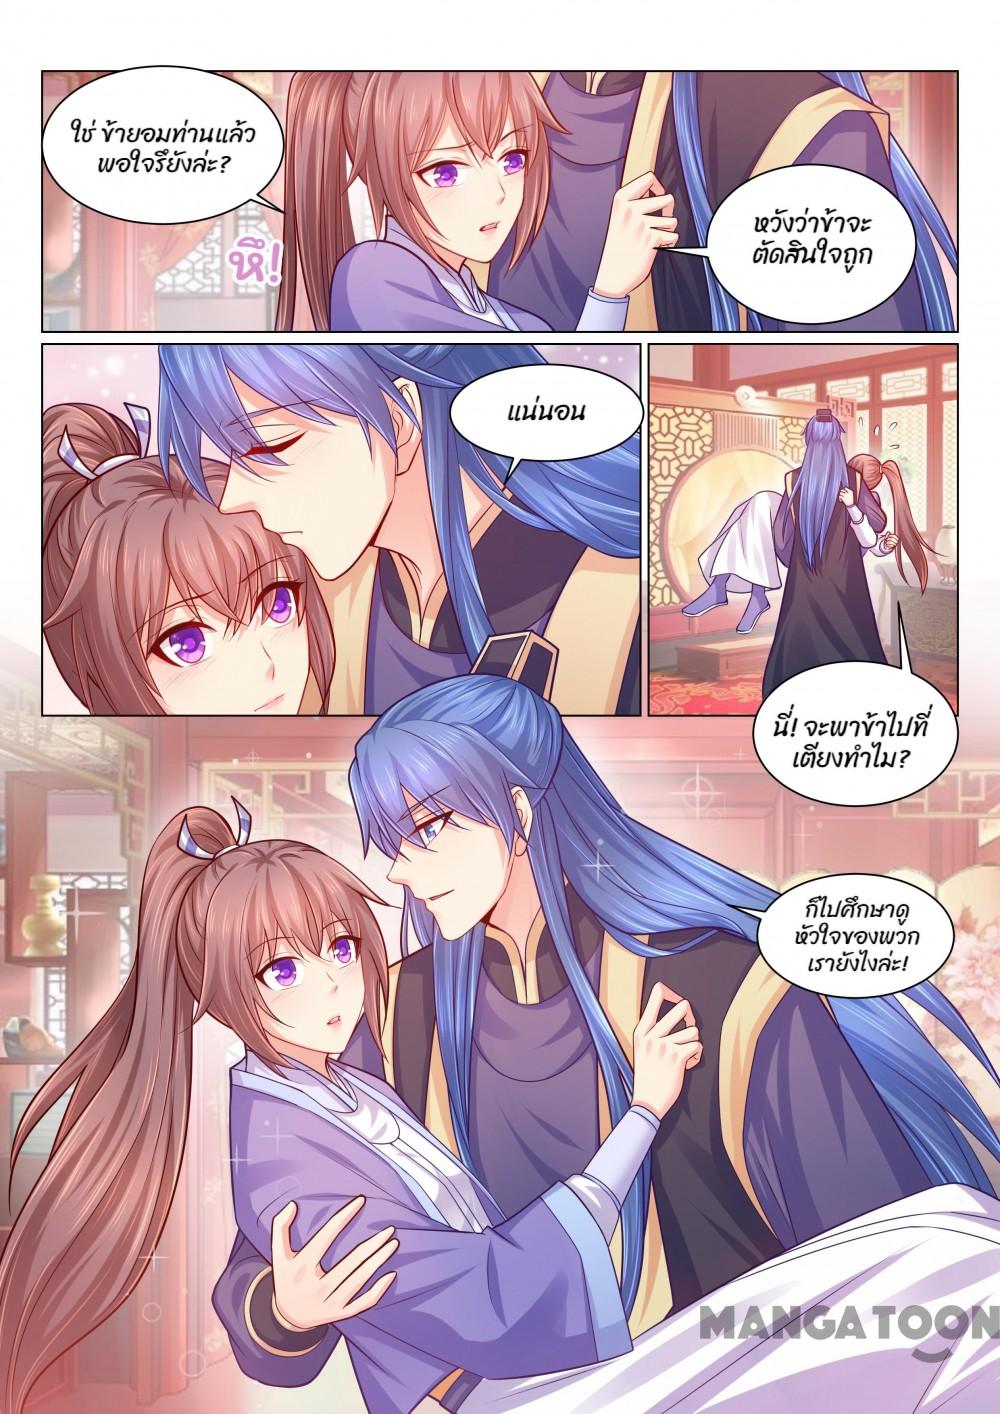 ใช่ ข้ายอมท่านแล้ว
พอใจรึยังล่ะ?
หึ!
หวังว่าข้าจะ
ตัดสินใจถูก
แน่นอน
นี่! จะพาข้าไปที่
เตียงทำไม?
ก็ไปศึกษาดู
หัวใจของพวก
เรายังไงล่ะ!
MANGATOON